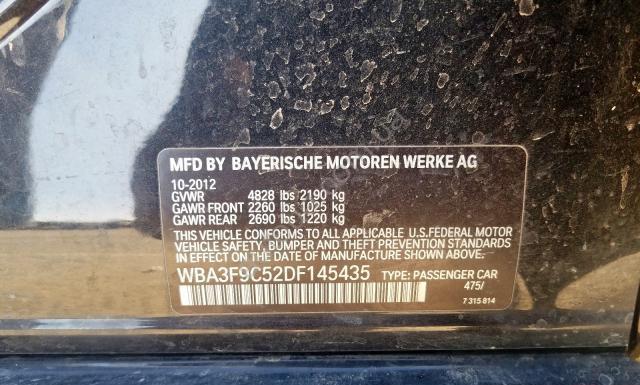 MFD BY BAYERISCHE MOTOREN WERKE AG
10-2012
GVWR 4828 lbs 2190 kg
GAWR FRONT 2260 lbs 1025 kg
GAWR REAR 2690 lbs 1220 kg
THIS VEHICLE CONFORMS TO ALL APPLICABLE U.S.FEDERAL MOTOR
VEHICLE SAFETY, BUMPER AND THEFT PREVENTION STANDARDS
IN EFFECT ON THE DATE OF MANUFACTURE SHOWN ABOVE.
WBA3F9C52DF145435 TYPE: PASSENGER CAR
475/
7 315 814